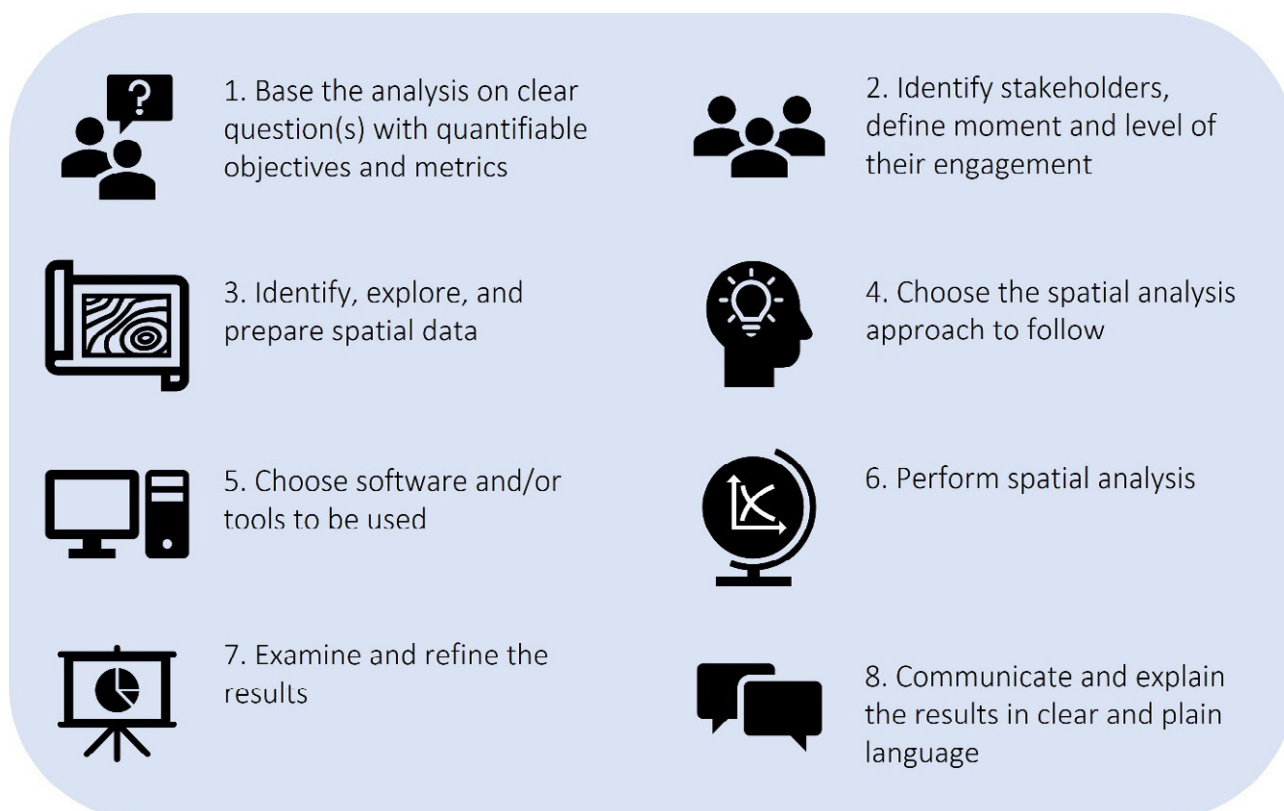 ?
1. Base the analysis on clear
question(s) with quantifiable
objectives and metrics
2. Identify stakeholders,
define moment and level of
their engagement
3. Identify, explore, and
prepare spatial data
4. Choose the spatial analysis
approach to follow
5. Choose software and/or
tools to be used
6. Perform spatial analysis
7. Examine and refine the
results
8. Communicate and explain
the results in clear and plain
language